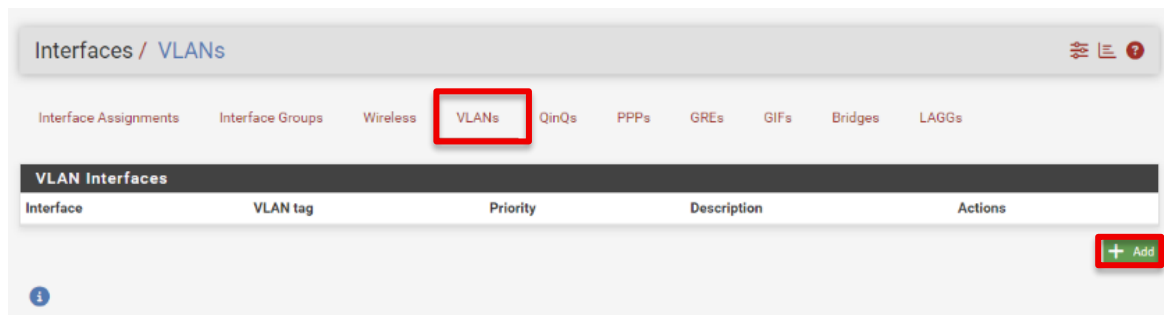 Interfaces / VLANs
Interface Assignments Interface Groups Wireless VLANs QinQs PPPs GREs GIFs Bridges LAGGs
VLAN Interfaces
Interface VLAN tag Priority Description Actions
+ Add